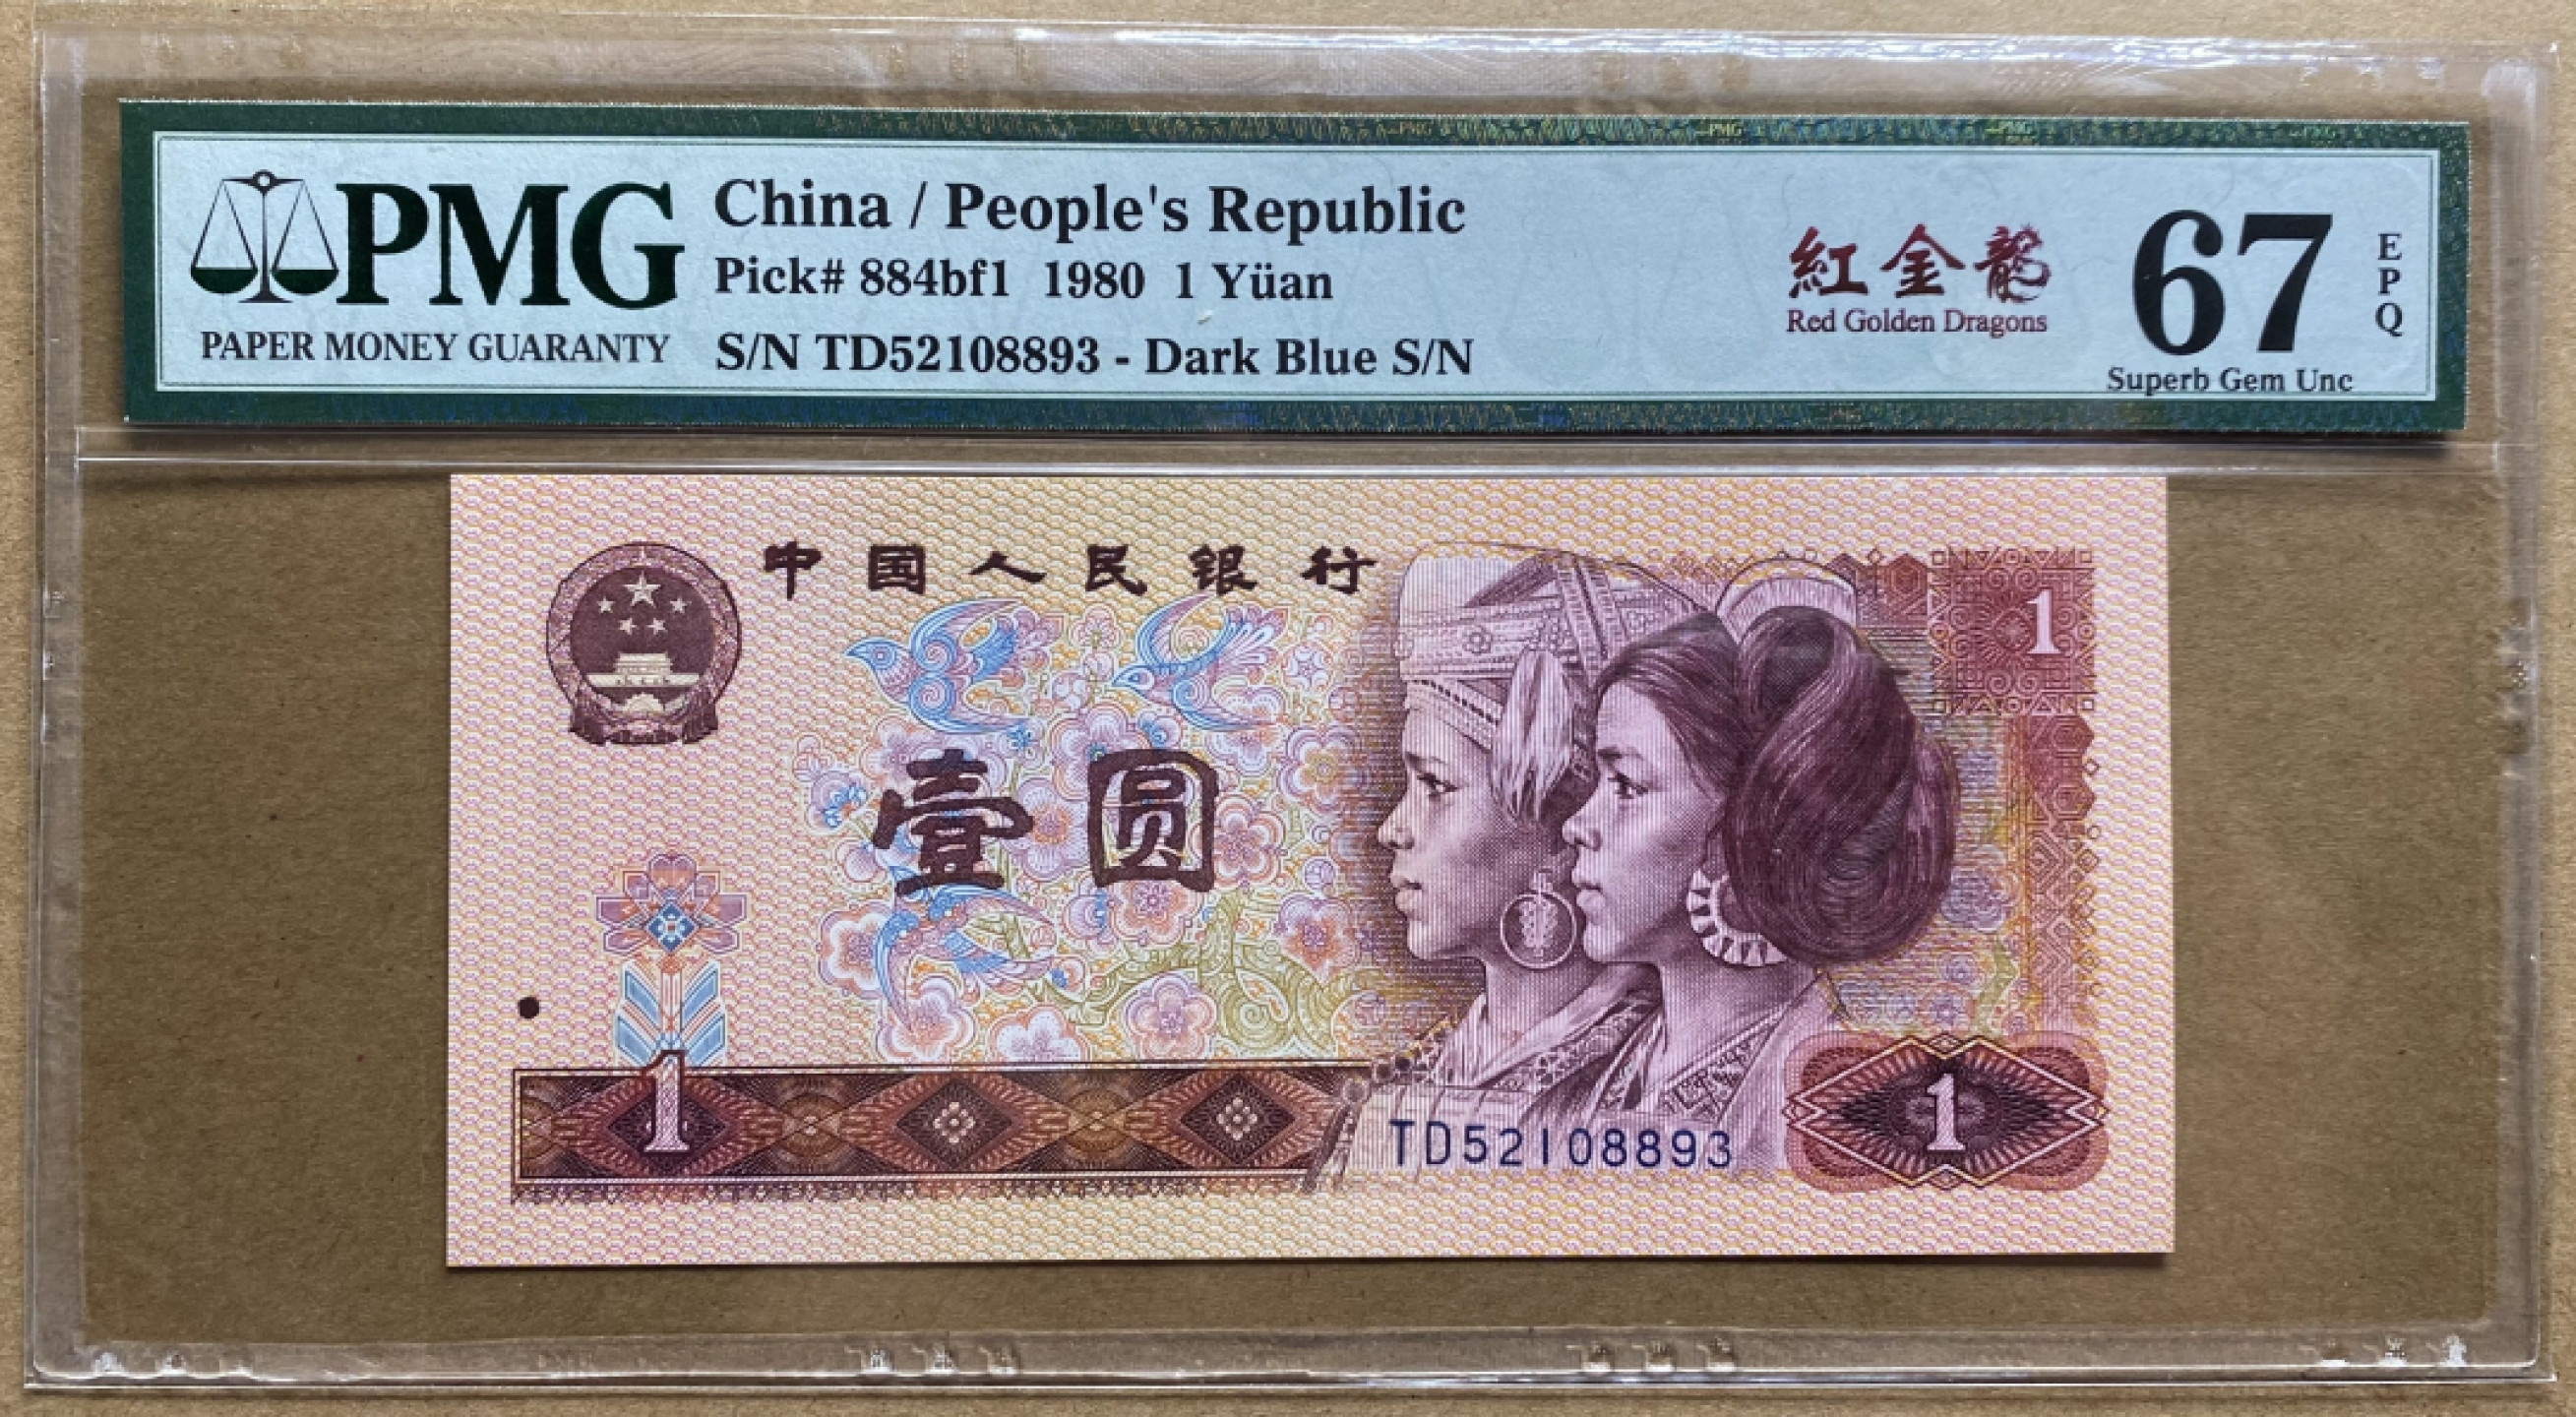 PMG
PAPER MONEY GUARANTY
China / People's Republic
Pick# 884bf1 1980 1 Yüan
S/N TD52108893 - Dark Blue S/N
紅金龍
Red Golden Dragons
67
EPQ
Superb Gem Unc
中国人民银行
1
壹圆
1
TD52108893
1